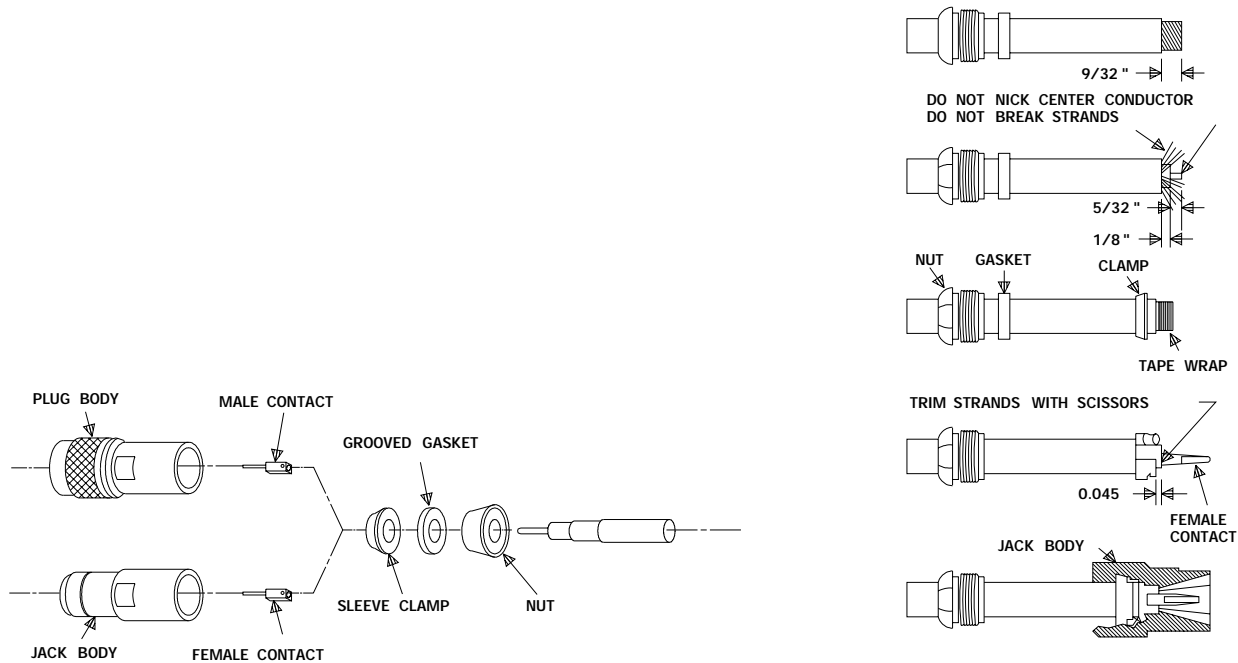 9/32 "
DO NOT NICK CENTER CONDUCTOR
DO NOT BREAK STRANDS
5/32 "
1/8 "
NUT
GASKET
CLAMP
TAPE WRAP
TRIM STRANDS WITH SCISSORS
0.045
FEMALE
CONTACT
JACK BODY
PLUG BODY
MALE CONTACT
GROOVED GASKET
SLEEVE CLAMP
NUT
JACK BODY
FEMALE CONTACT